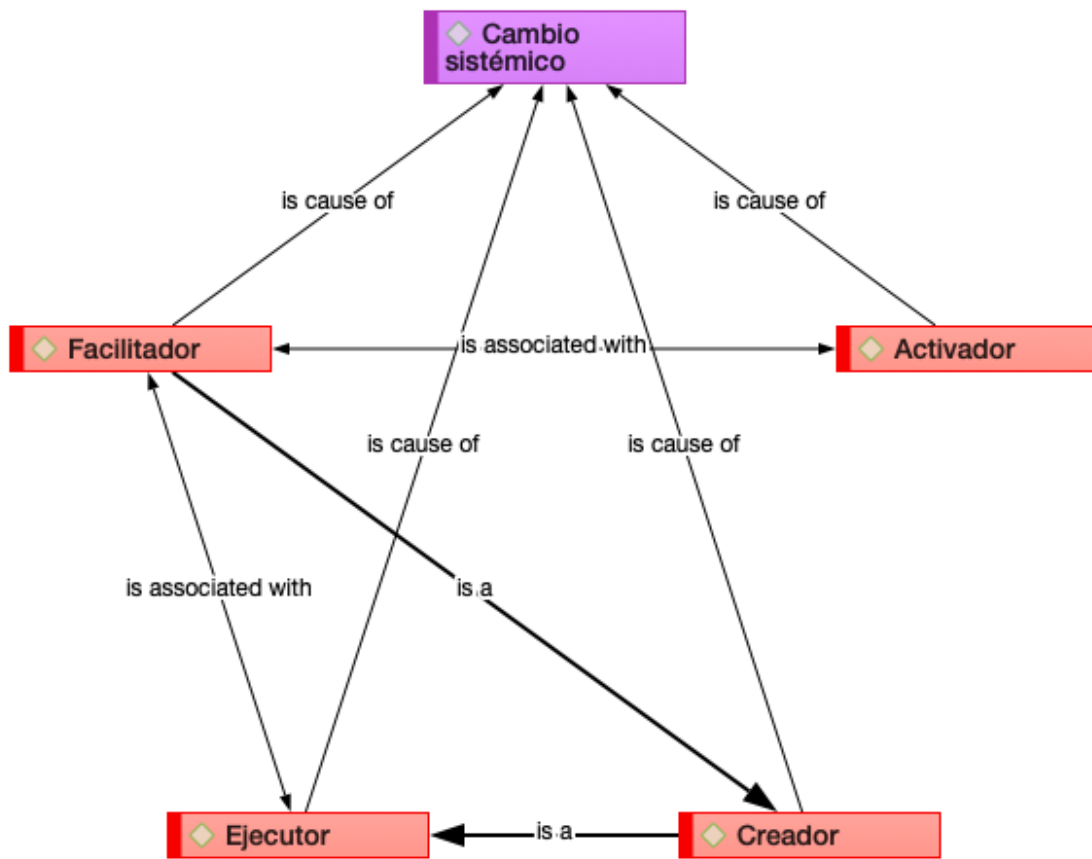 Cambio
sistémico
is cause of
is cause of
Facilitador
is associated with
Activador
is cause of
is cause of
is associated with
is a
Ejecutor
is a
Creador